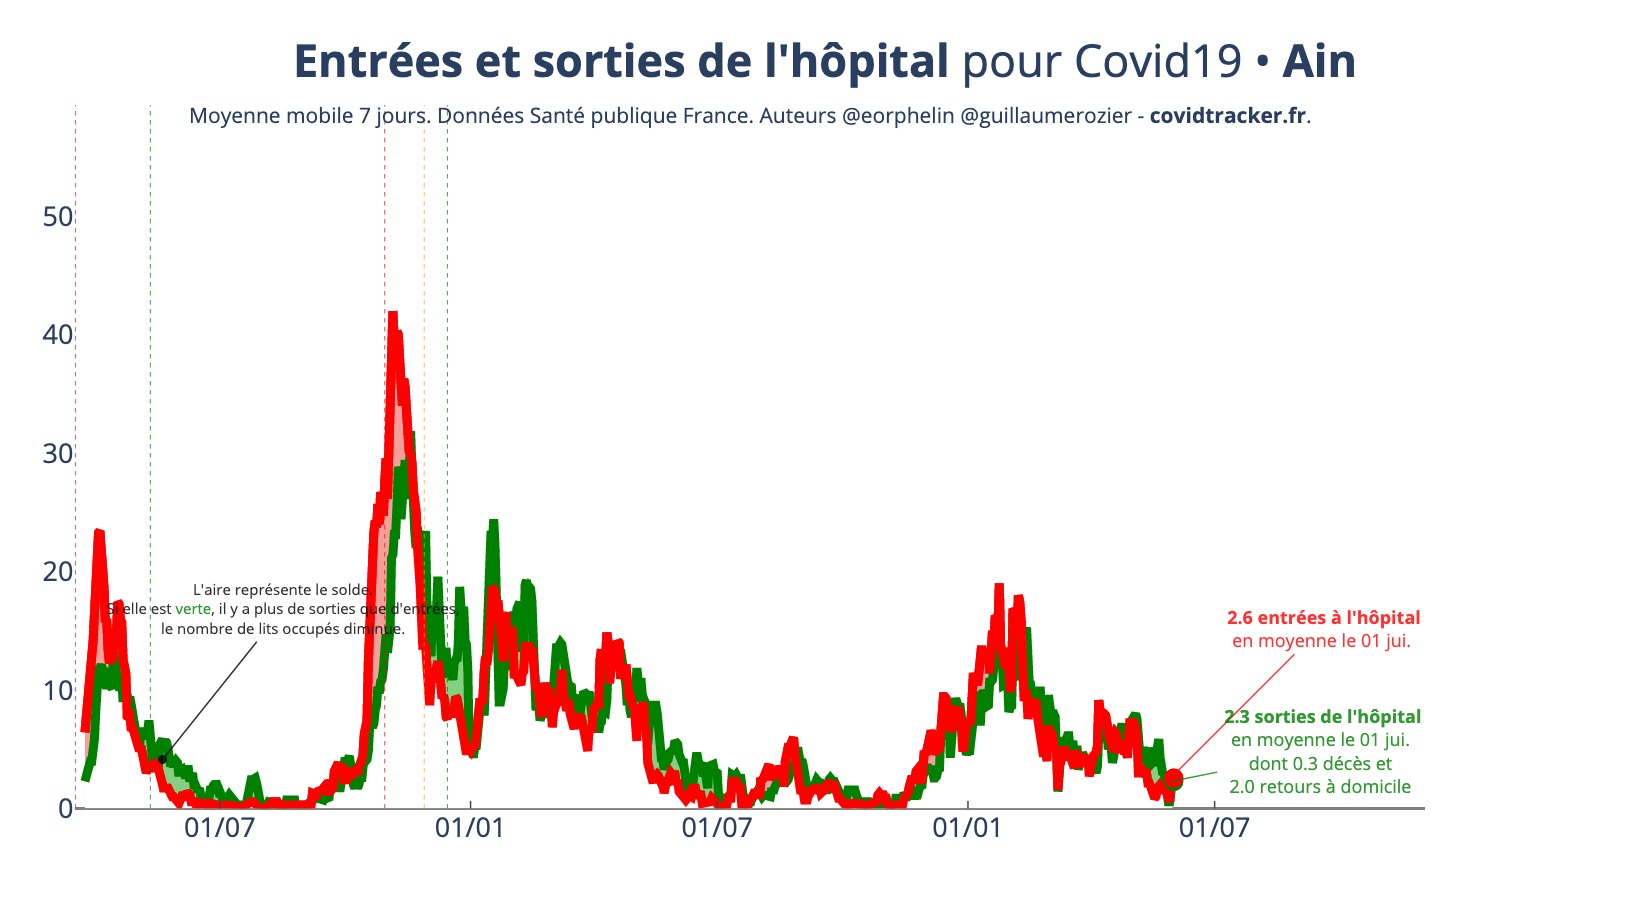 Entrées et sorties de l'hôpital pour Covid19 • Ain
Moyenne mobile 7 jours. Données Santé publique France. Auteurs @eorphelin @guillaumerozier - covidtracker.fr.
50
40
30
20
10
0
L'aire représente le solde.
Si elle est verte, il y a plus de sorties que d'entrées,
le nombre de lits occupés diminue.
2.6 entrées à l'hôpital
en moyenne le 01 jui.
2.3 sorties de l'hôpital
en moyenne le 01 jui.
dont 0.3 décès et
2.0 retours à domicile
01/07
01/01
01/07
01/01
01/07